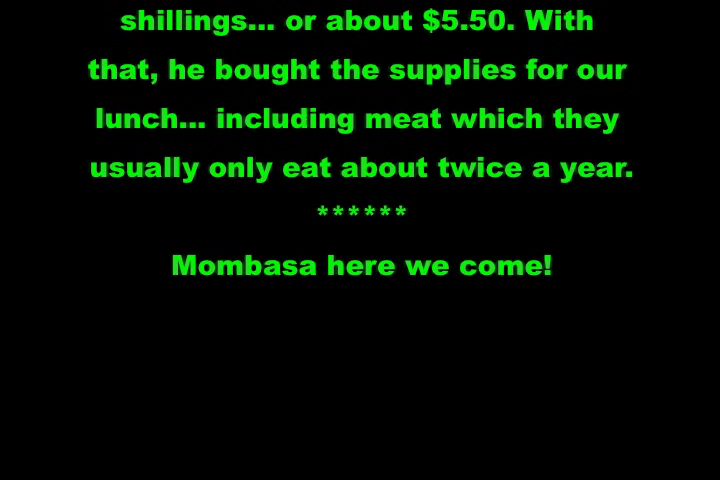 shillings... or about $5.50. With
that, he bought the supplies for our
lunch... including meat which they
usually only eat about twice a year.
******
Mombasa here we come!